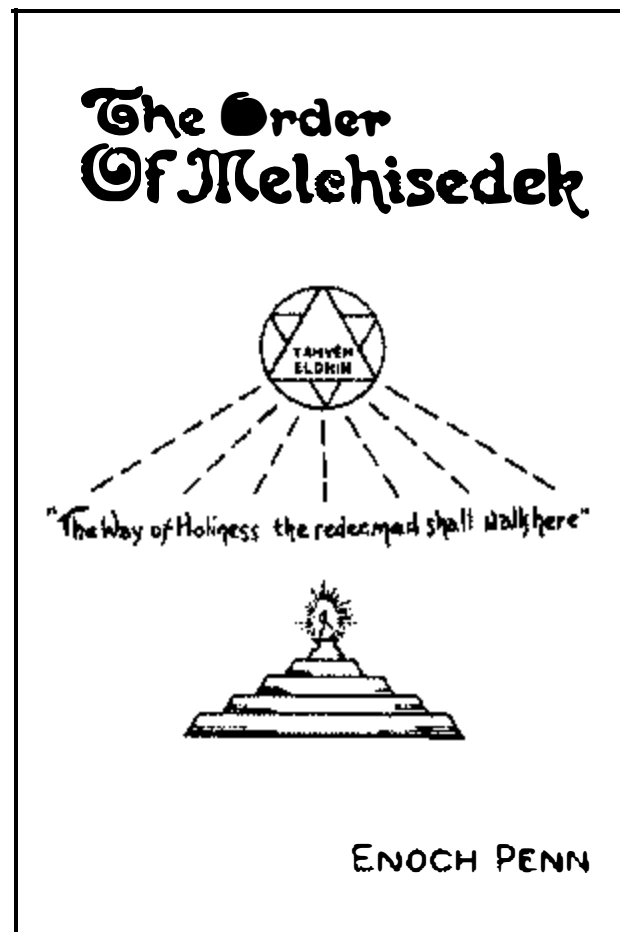 The Order
Of Melchisedek
YAHVEH
ELOHIM
"The Way of Holiness the redeemed shall walk here"
ENOCH PENN